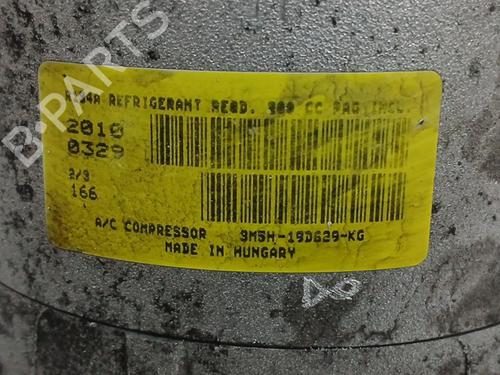 R134A REFRIGERANT REQD. CC PAG INCL.
2010
0329
2/3
166
A/C COMPRESSOR 9M5H-19D629-KG
MADE IN HUNGARY
B-PARTS